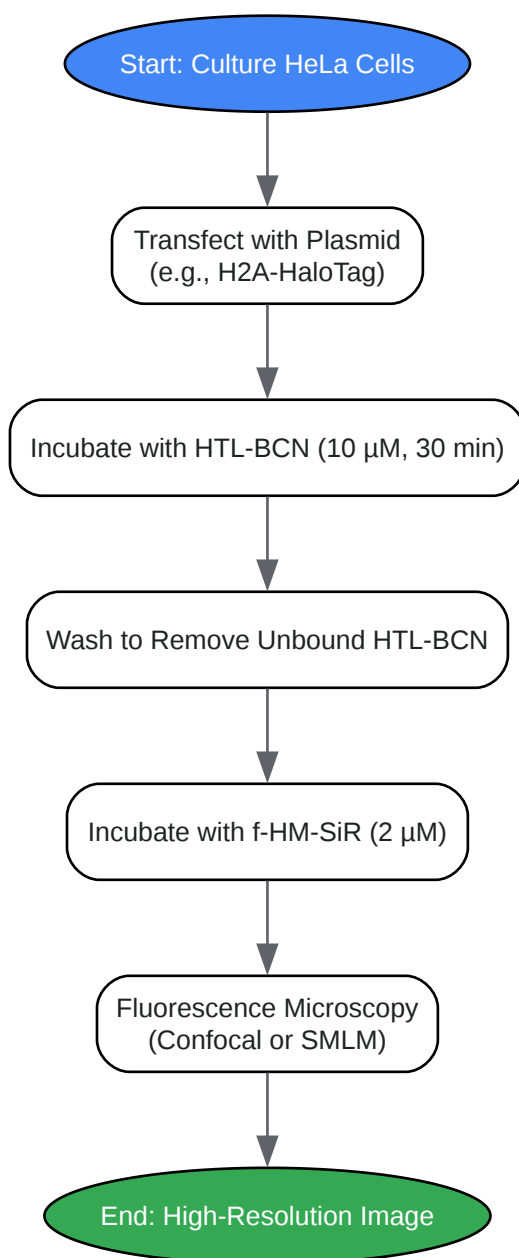 Start: Culture HeLa Cells
Transfect with Plasmid
(e.g., H2A-HaloTag)
Incubate with HTL-BCN (10 µM, 30 min)
Wash to Remove Unbound HTL-BCN
Incubate with f-HM-SiR (2 µM)
Fluorescence Microscopy
(Confocal or SMLM)
End: High-Resolution Image